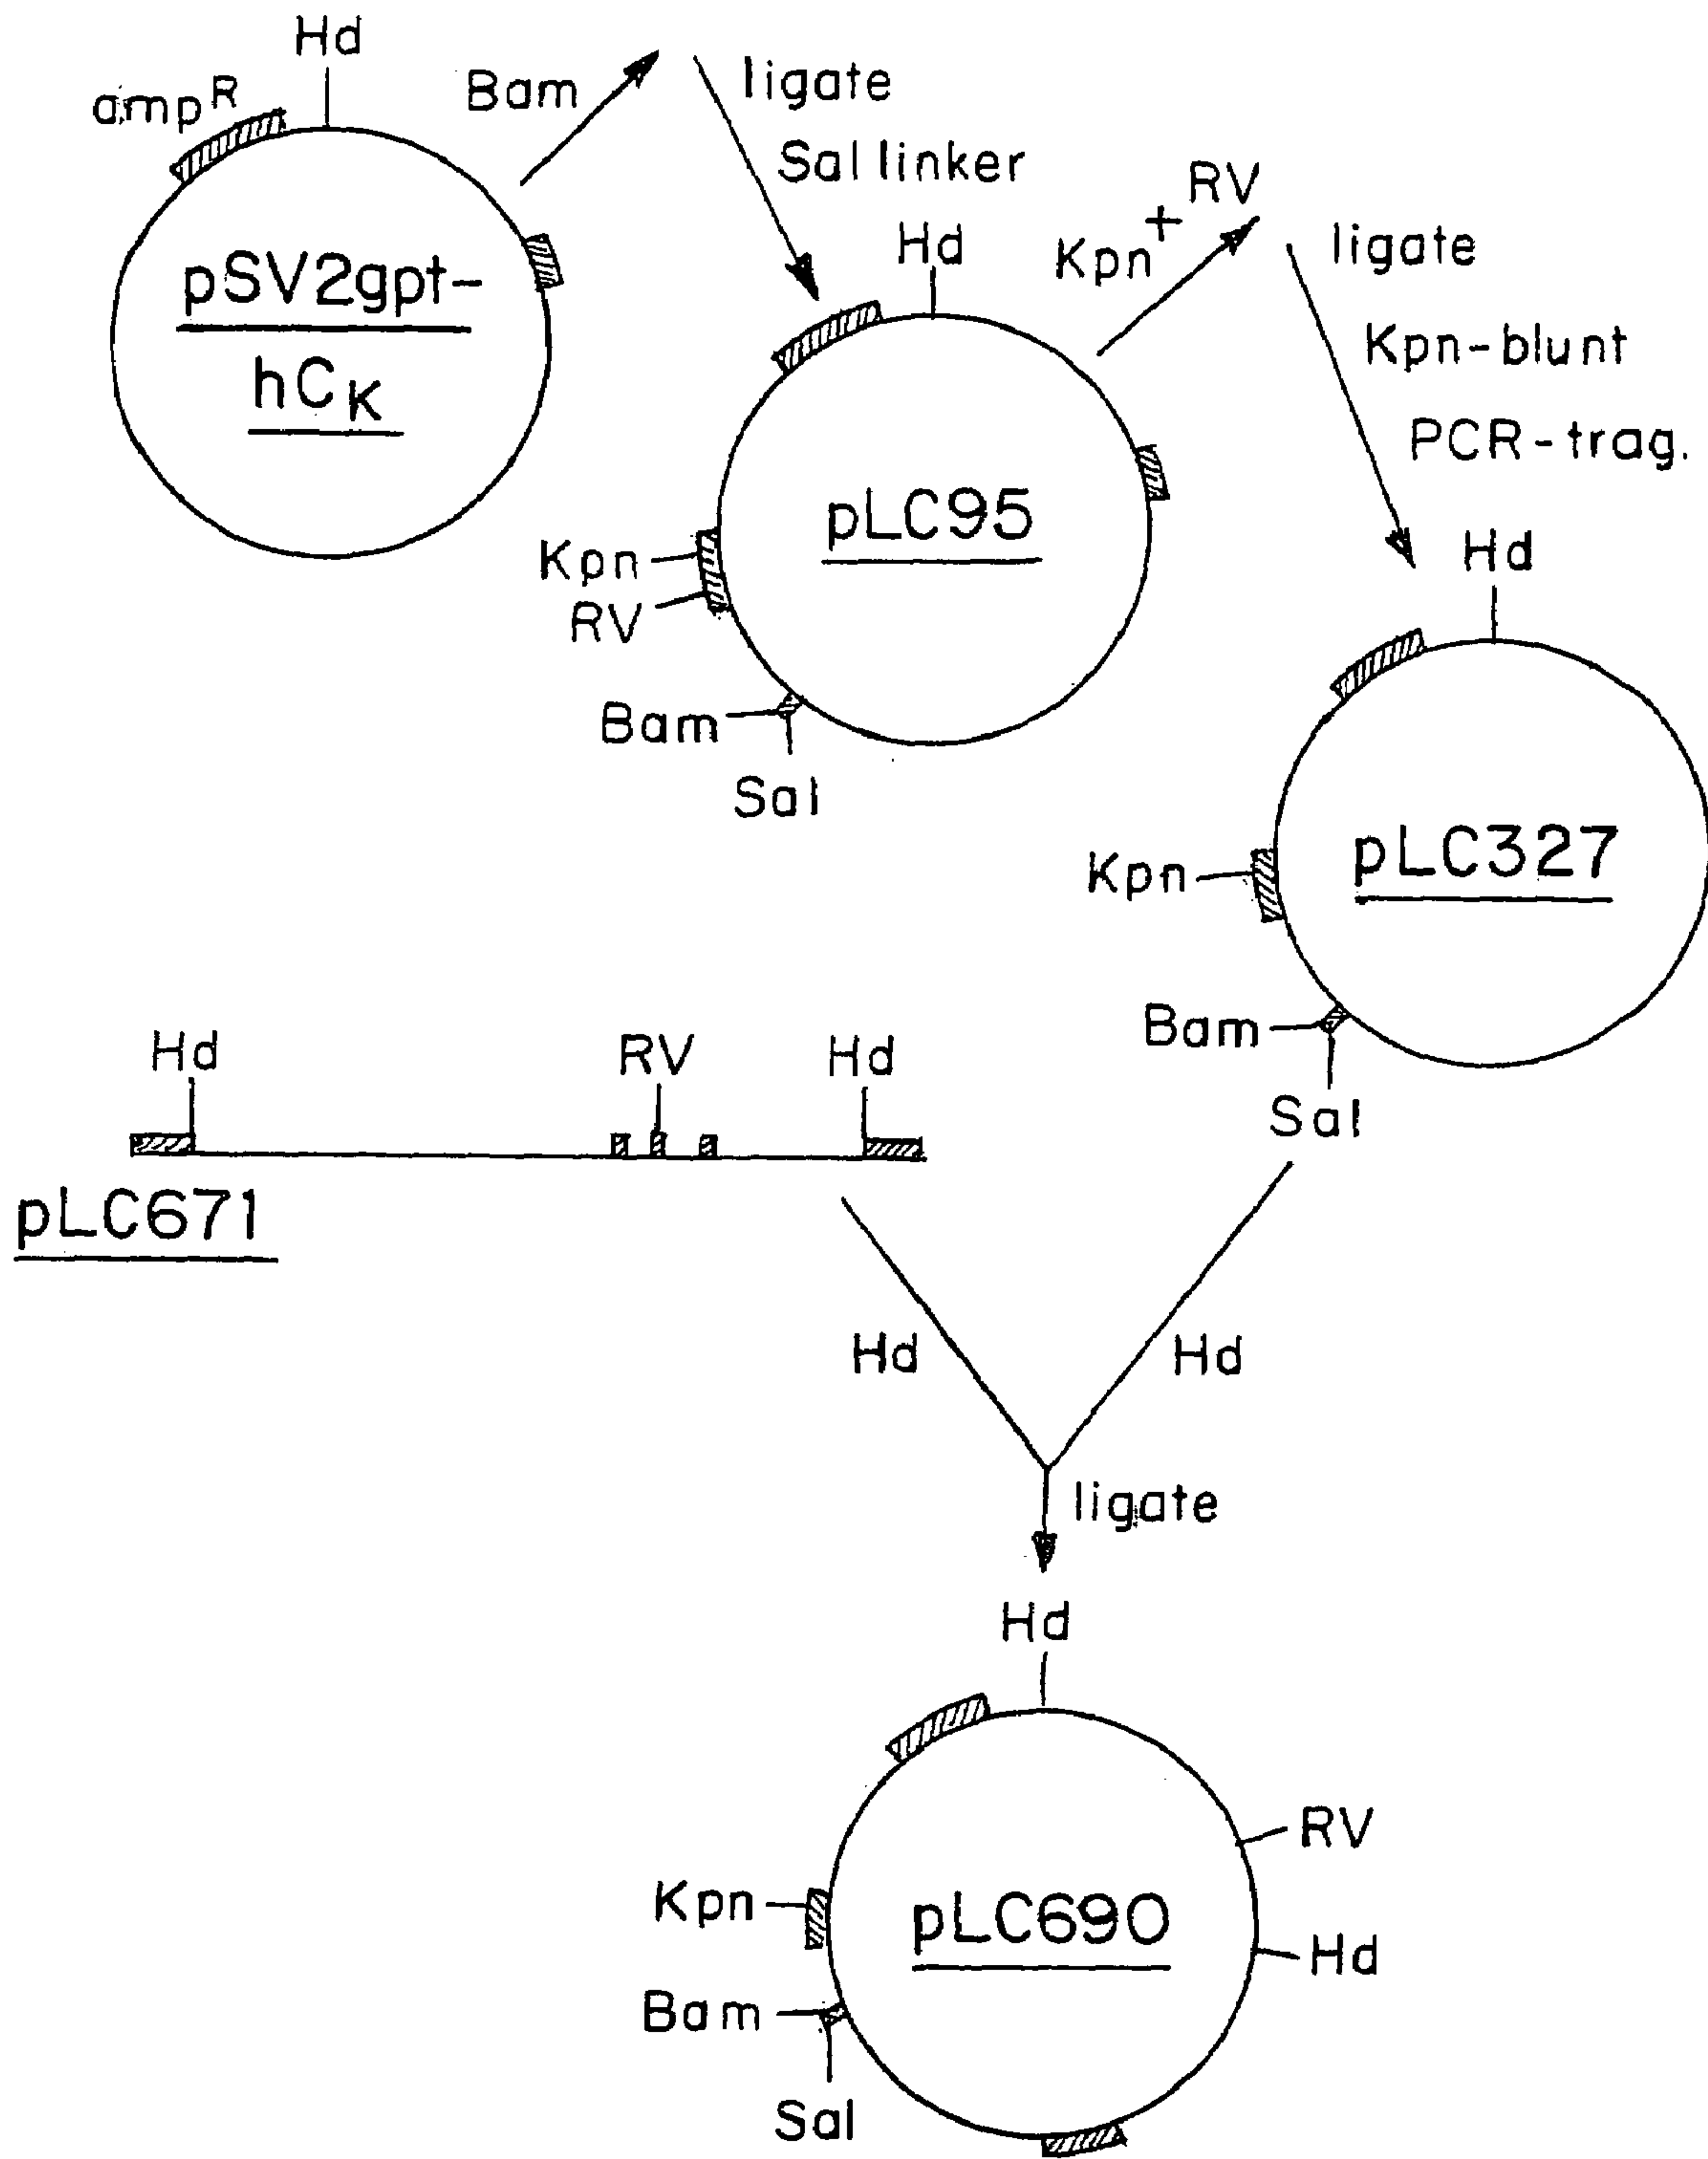 Hd
ampR
Bam
ligate
Sal linker
pSV2gpt-
hCK
Hd
Kpn + RV
ligate
Kpn-blunt
PCR-trag.
pLC95
Kpn
RV
Bam
Sal
Hd
pLC327
Kpn
Bam
Sal
Hd
RV
Hd
pLC671
Hd
Hd
ligate
Hd
RV
Kpn
pLC690
Hd
Bam
Sal